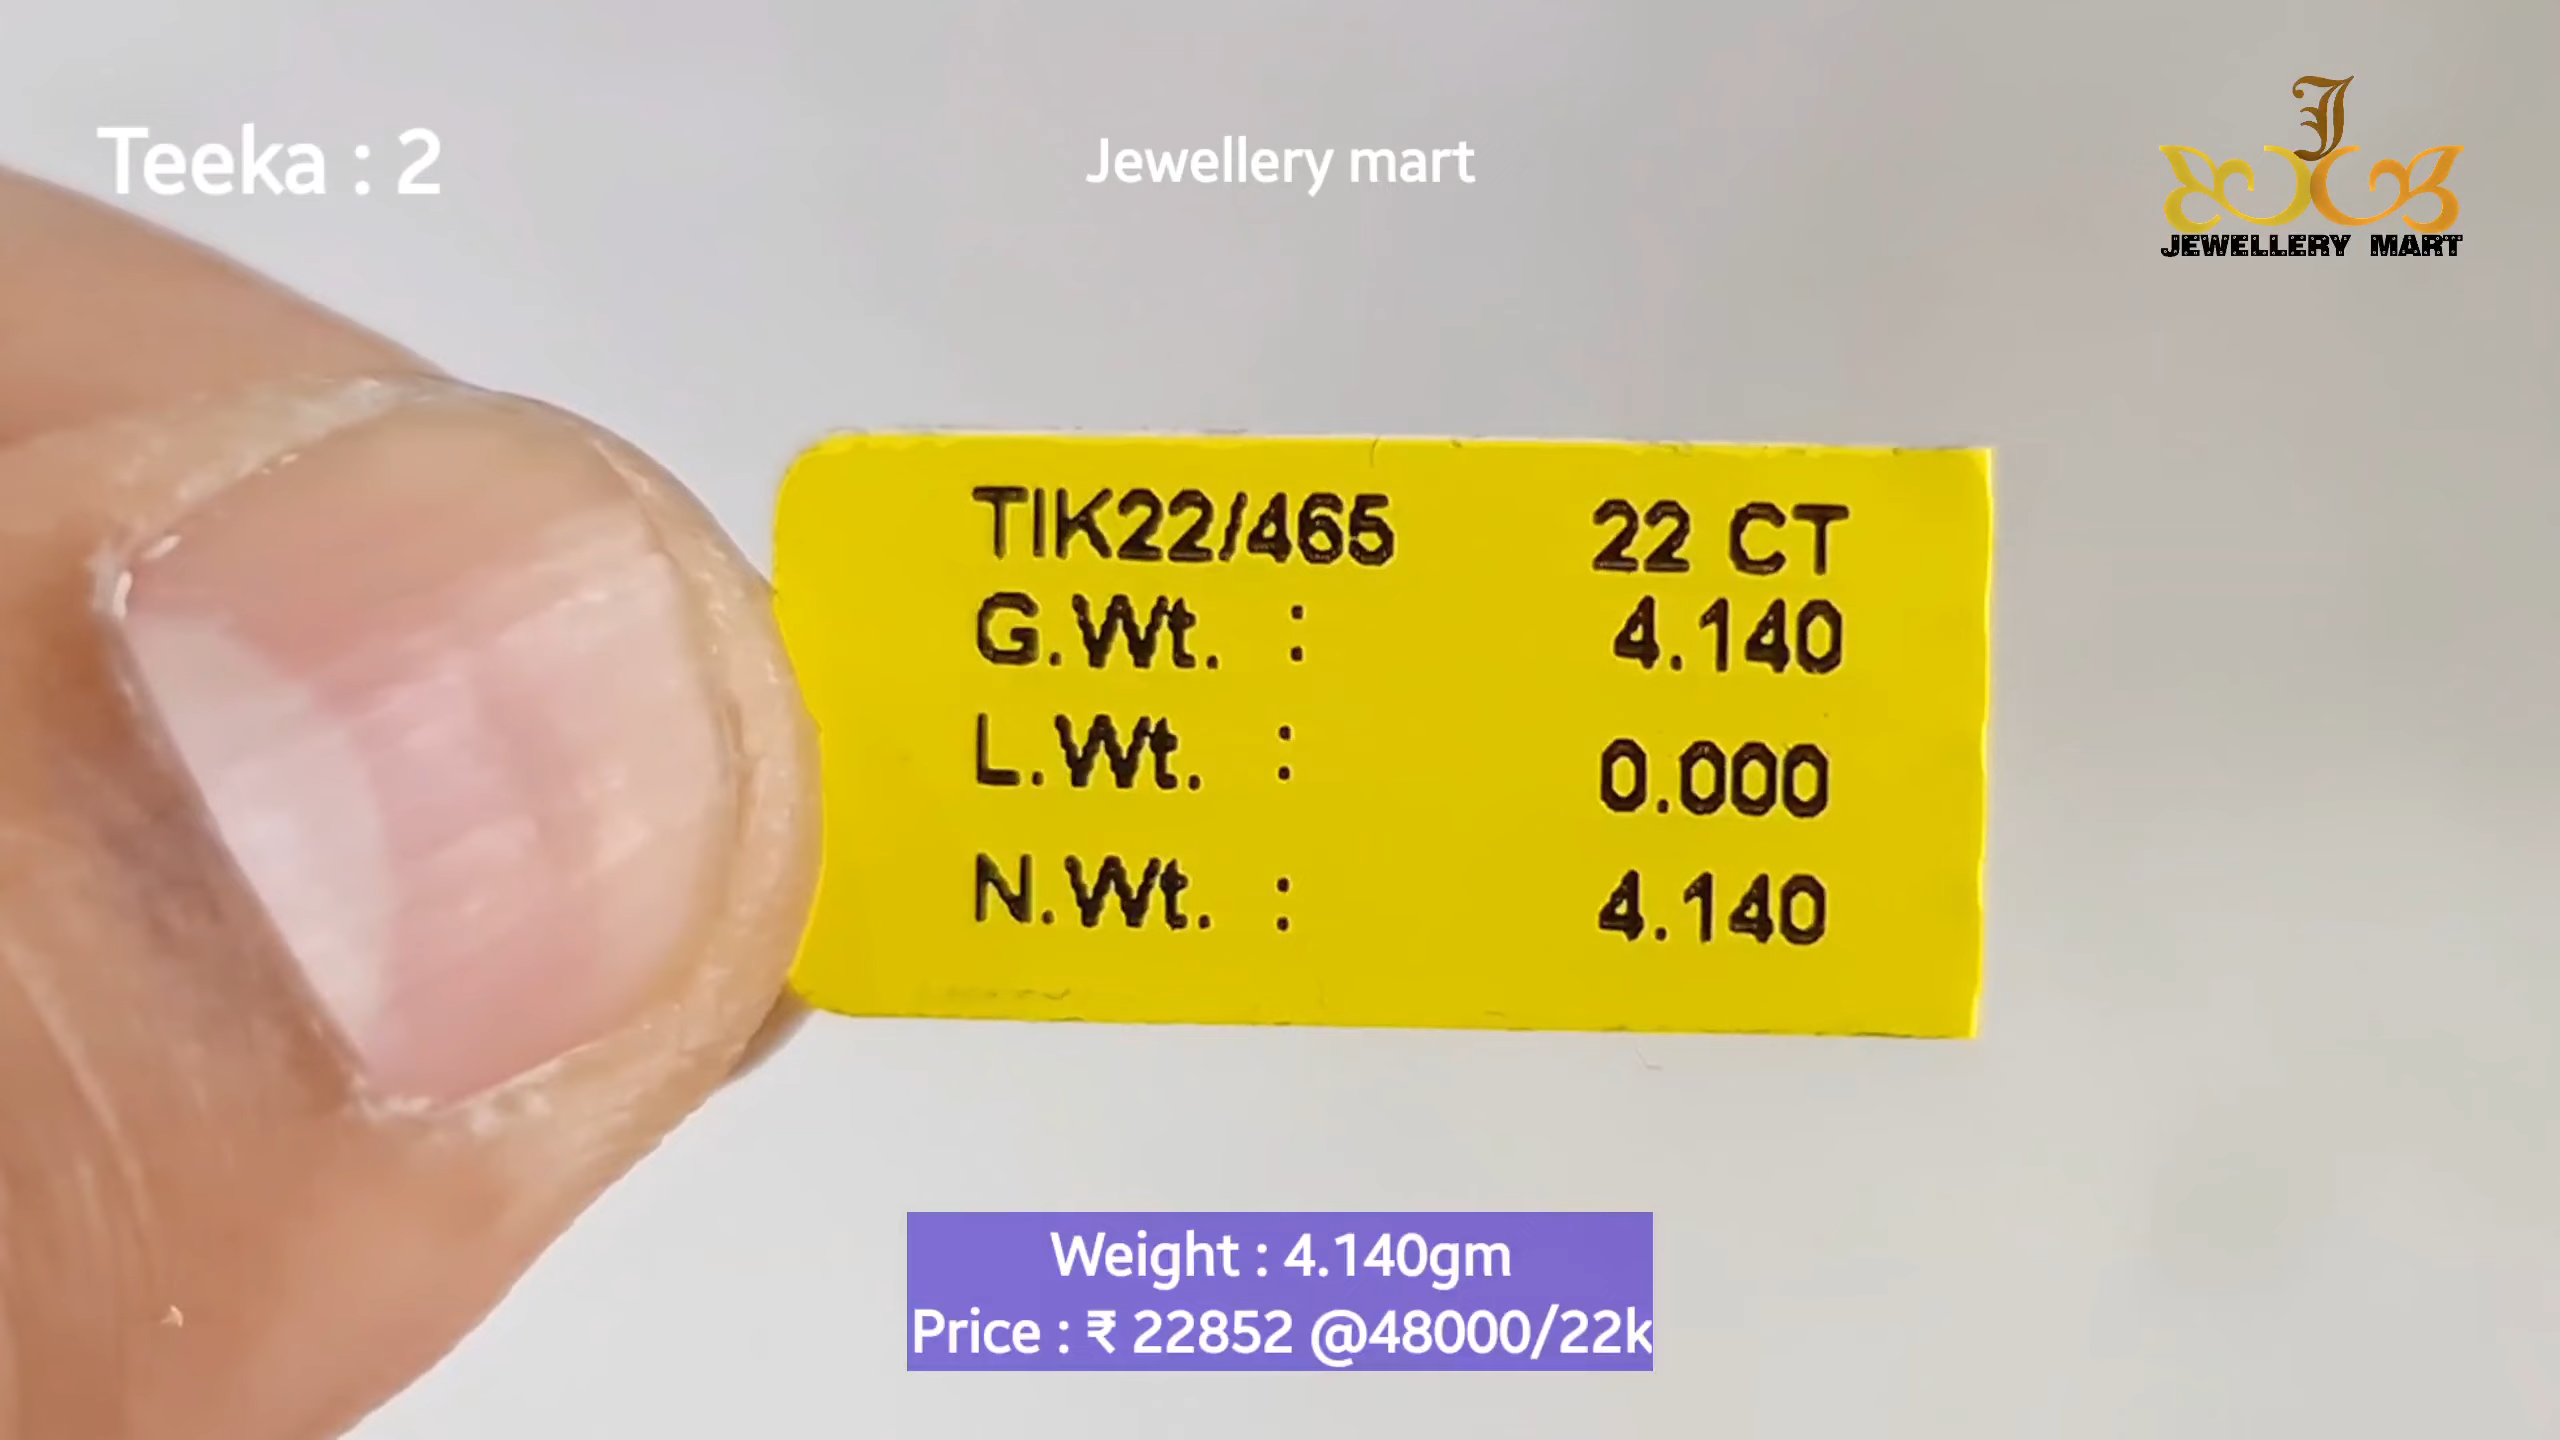 Teeka : 2
Jewellery mart
J
JEWELLERY MART
TIK22/465 22 CT
G.Wt. : 4.140
L.Wt. : 0.000
N.Wt. : 4.140
Weight : 4.140gm
Price : ₹ 22852 @48000/22k